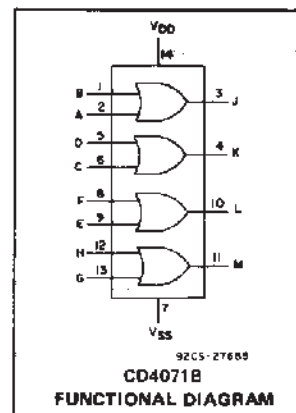 VDD
14
B 1
A 2
3 J
D 5
C 6
4 K
F 8
E 9
10 L
H 12
G 13
11 M
7
VSS
92CS-27685
CD4071B
FUNCTIONAL DIAGRAM